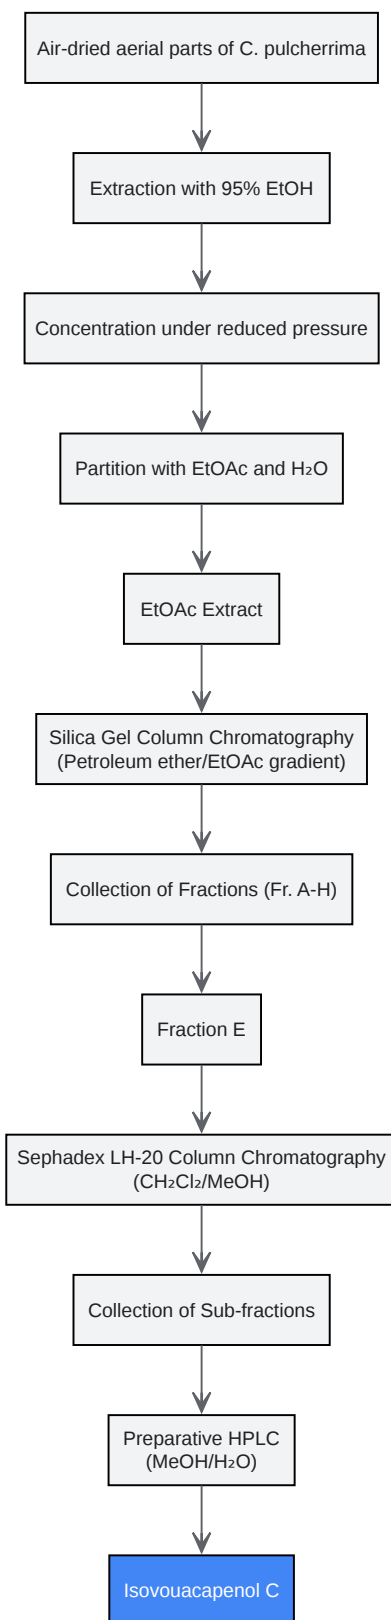 Air-dried aerial parts of C. pulcherrima
Extraction with 95% EtOH
Concentration under reduced pressure
Partition with EtOAc and H₂O
EtOAc Extract
Silica Gel Column Chromatography
(Petroleum ether/EtOAc gradient)
Collection of Fractions (Fr. A-H)
Fraction E
Sephadex LH-20 Column Chromatography
(CH₂Cl₂/MeOH)
Collection of Sub-fractions
Preparative HPLC
(MeOH/H₂O)
Isovouacapenol C